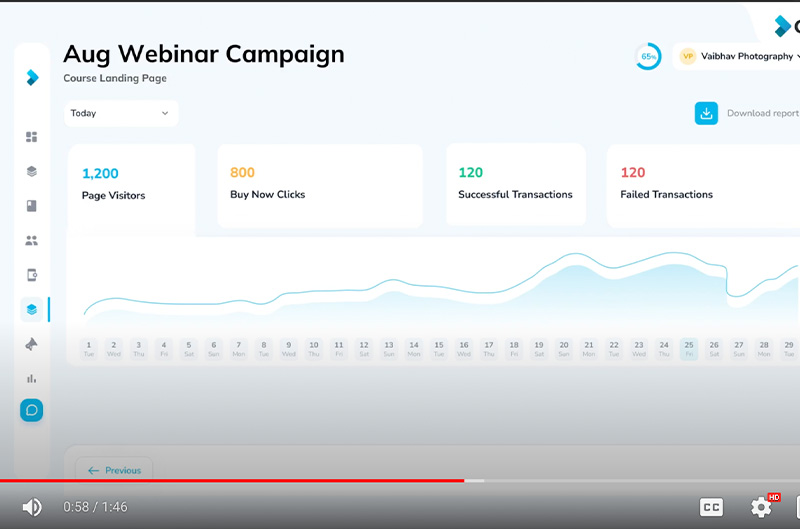 Aug Webinar Campaign
Course Landing Page
65%
VP Vaibhav Photography
Today
Download report
1,200
Page Visitors
800
Buy Now Clicks
120
Successful Transactions
120
Failed Transactions
1 2 3 4 5 6 7 8 9 10 11 12 13 14 15 16 17 18 19 20 21 22 23 24 25 26 27 28 29
Tue Wed Thu Fri Sat Sun Mon Tue Wed Thu Fri Sat Sun Mon Tue Wed Thu Fri Sat Sun Mon Tue Wed Thu Fri Sat Sun Mon Tue
Previous
0:58 / 1:46
CC
HD